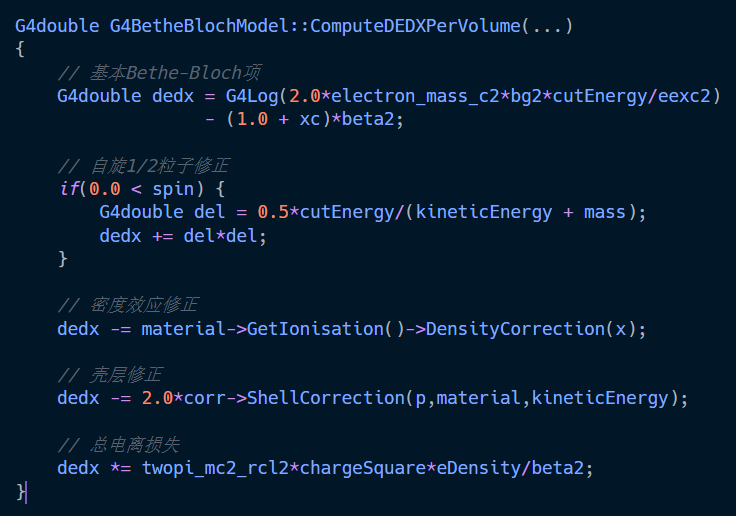 G4double G4BetheBlochModel::ComputeDEDXPerVolume(...)
{
    // 基本Bethe-Bloch项
    G4double dedx = G4Log(2.0*electron_mass_c2*bg2*cutEnergy/eexc2)
                  - (1.0 + xc)*beta2;
    // 自旋1/2粒子修正
    if(0.0 < spin) {
        G4double del = 0.5*cutEnergy/(kineticEnergy + mass);
        dedx += del*del;
    }
    // 密度效应修正
    dedx -= material->GetIonisation()->DensityCorrection(x);
    // 壳层修正
    dedx -= 2.0*corr->ShellCorrection(p,material,kineticEnergy);
    // 总电离损失
    dedx *= twopi_mc2_rcl2*chargeSquare*eDensity/beta2;
}